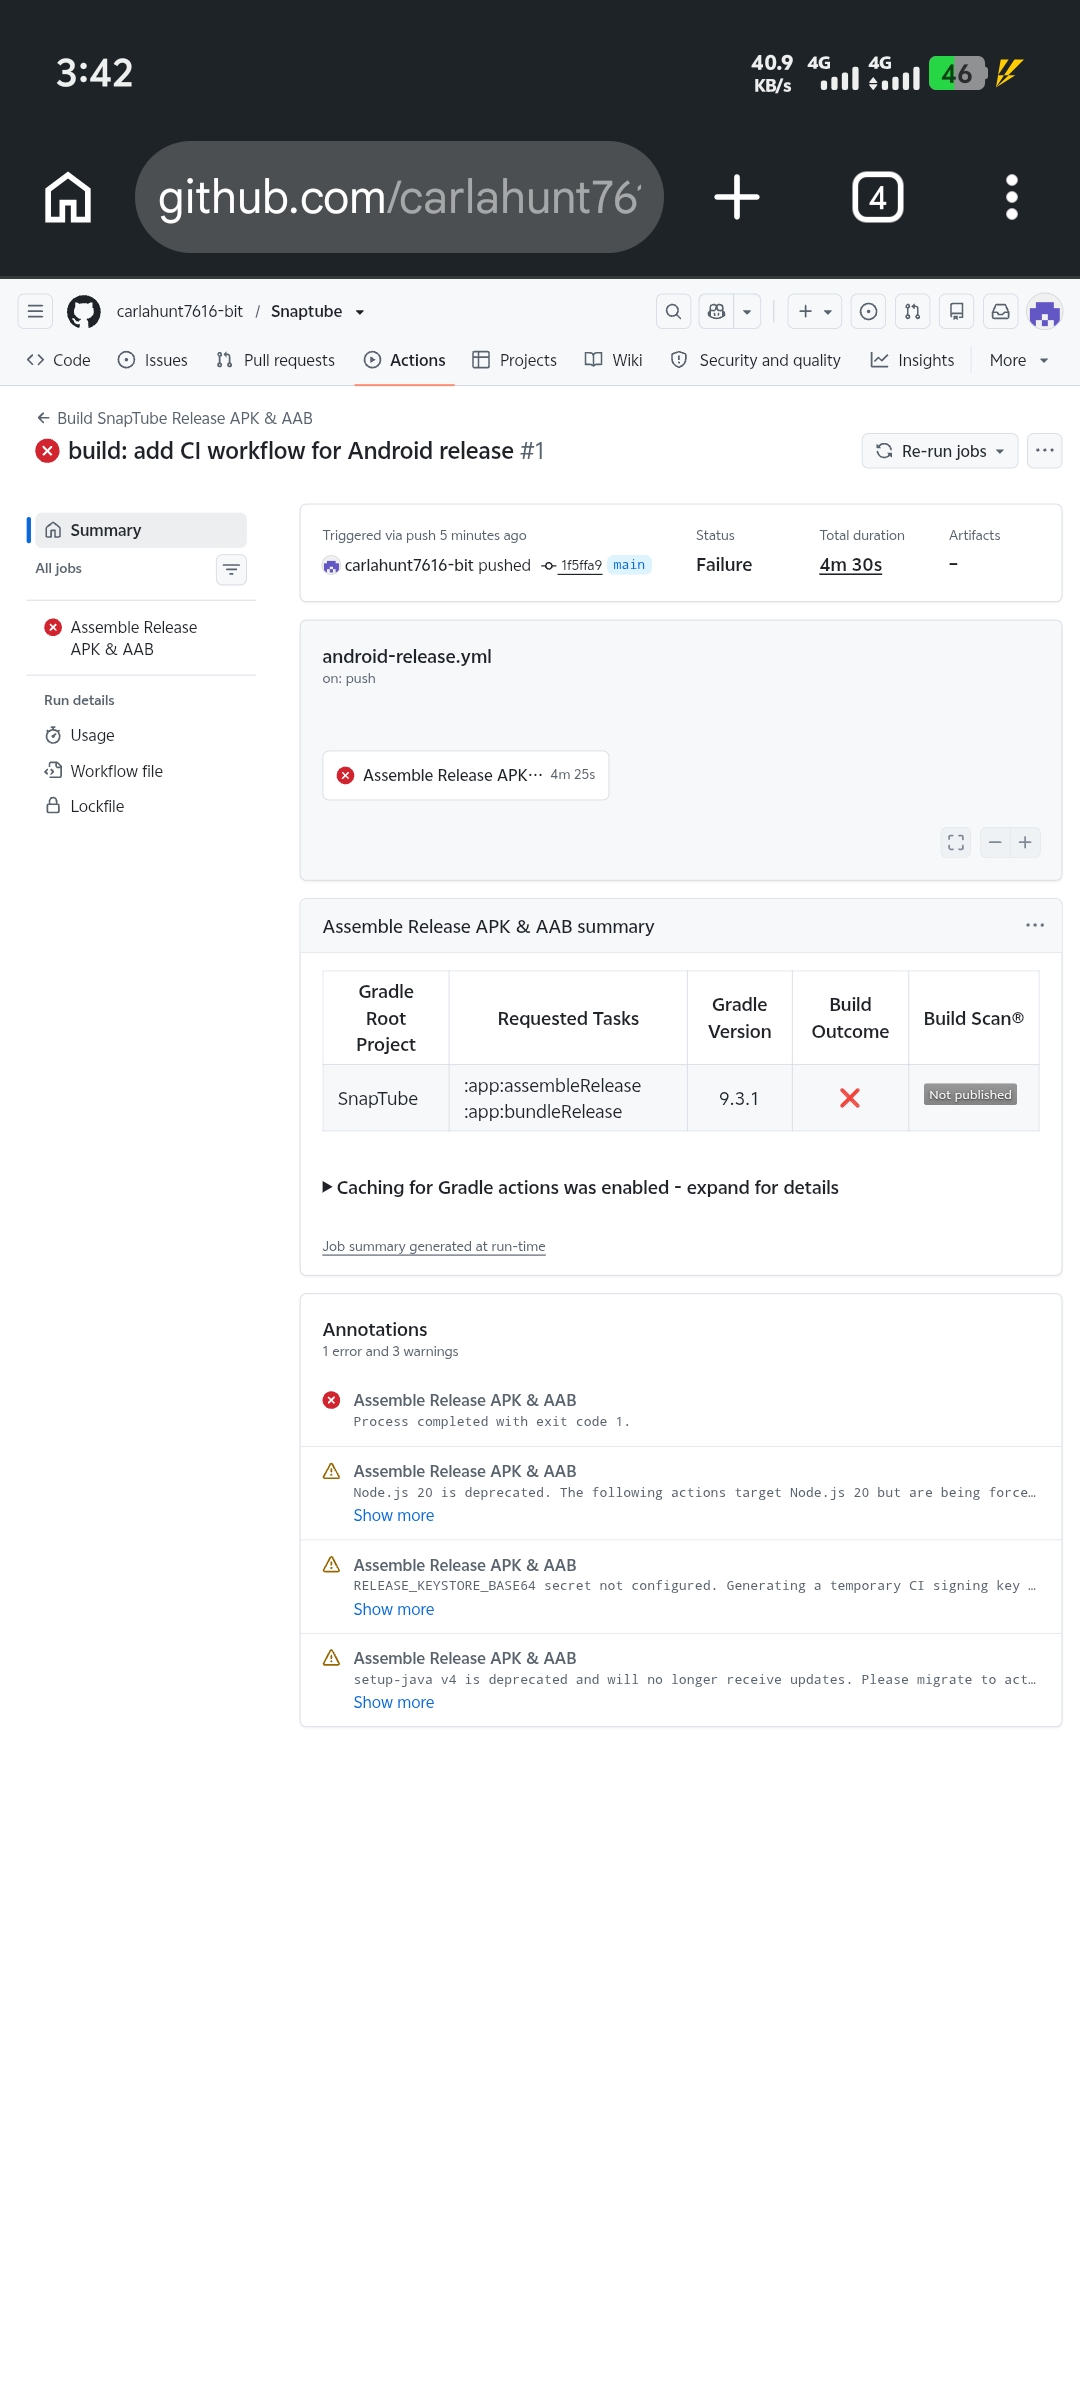 3:42
40.9
KB/s
4G
4G
46
github.com/carlahunt76
4
carlahunt7616-bit / Snaptube
Code
Issues
Pull requests
Actions
Projects
Wiki
Security and quality
Insights
More
Build SnapTube Release APK & AAB
build: add CI workflow for Android release #1
Re-run jobs
Summary
All jobs
Assemble Release
APK & AAB
Run details
Usage
Workflow file
Lockfile
Triggered via push 5 minutes ago
carlahunt7616-bit pushed 1f5ffa9 main
Status
Failure
Total duration
4m 30s
Artifacts
–
android-release.yml
on: push
Assemble Release APK··· 4m 25s
Assemble Release APK & AAB summary
Gradle
Root
Project
Requested Tasks
Gradle
Version
Build
Outcome
Build Scan®
SnapTube
:app:assembleRelease
:app:bundleRelease
9.3.1
Not published
Caching for Gradle actions was enabled - expand for details
Job summary generated at run-time
Annotations
1 error and 3 warnings
Assemble Release APK & AAB
Process completed with exit code 1.
Assemble Release APK & AAB
Node.js 20 is deprecated. The following actions target Node.js 20 but are being force…
Show more
Assemble Release APK & AAB
RELEASE_KEYSTORE_BASE64 secret not configured. Generating a temporary CI signing key …
Show more
Assemble Release APK & AAB
setup-java v4 is deprecated and will no longer receive updates. Please migrate to act…
Show more